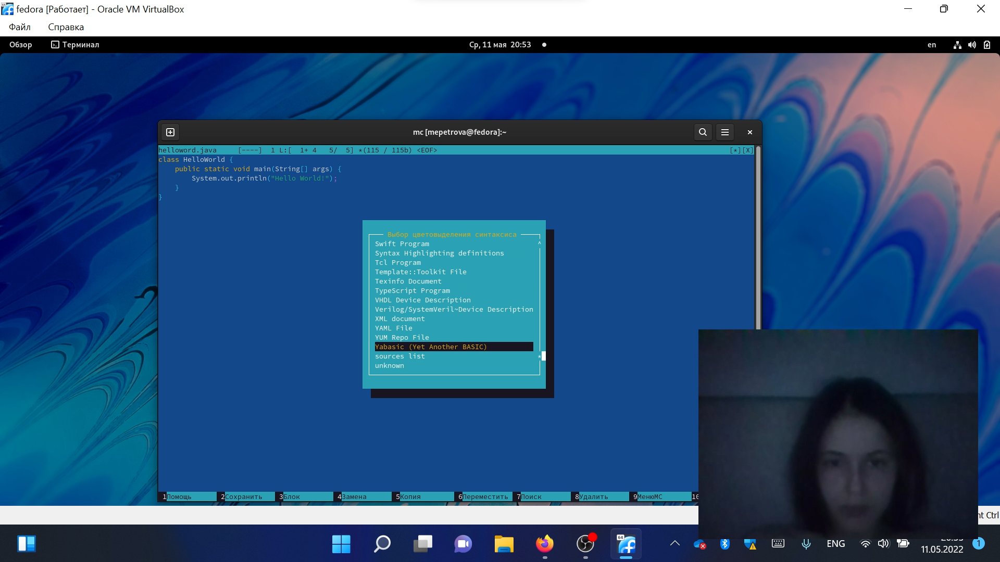 fedora [Работает] - Oracle VM VirtualBox
Файл Справка
Обзор Терминал Ср, 11 мая 20:53 en
mc [mepetrova@fedora]:~
helloword.java [----] 1 L:[ 1+ 4 5/ 5] *(115 / 115b) <EOF> [*][X]
class HelloWorld {
public static void main(String[] args) {
System.out.println("Hello World!");
}
}
Выбор цветовыделения синтаксиса
Swift Program
Syntax Highlighting definitions
Tcl Program
Template::Toolkit File
Texinfo Document
TypeScript Program
VHDL Device Description
Verilog/SystemVeril~Device Description
XML document
YAML File
YUM Repo File
Yabasic (Yet Another BASIC)
sources list
unknown
1Помощь 2Сохранить 3Блок 4Замена 5Копия 6Переместить 7Поиск 8Удалить 9МенюМС 10
Ctrl
64
ENG
11.05.2022
1